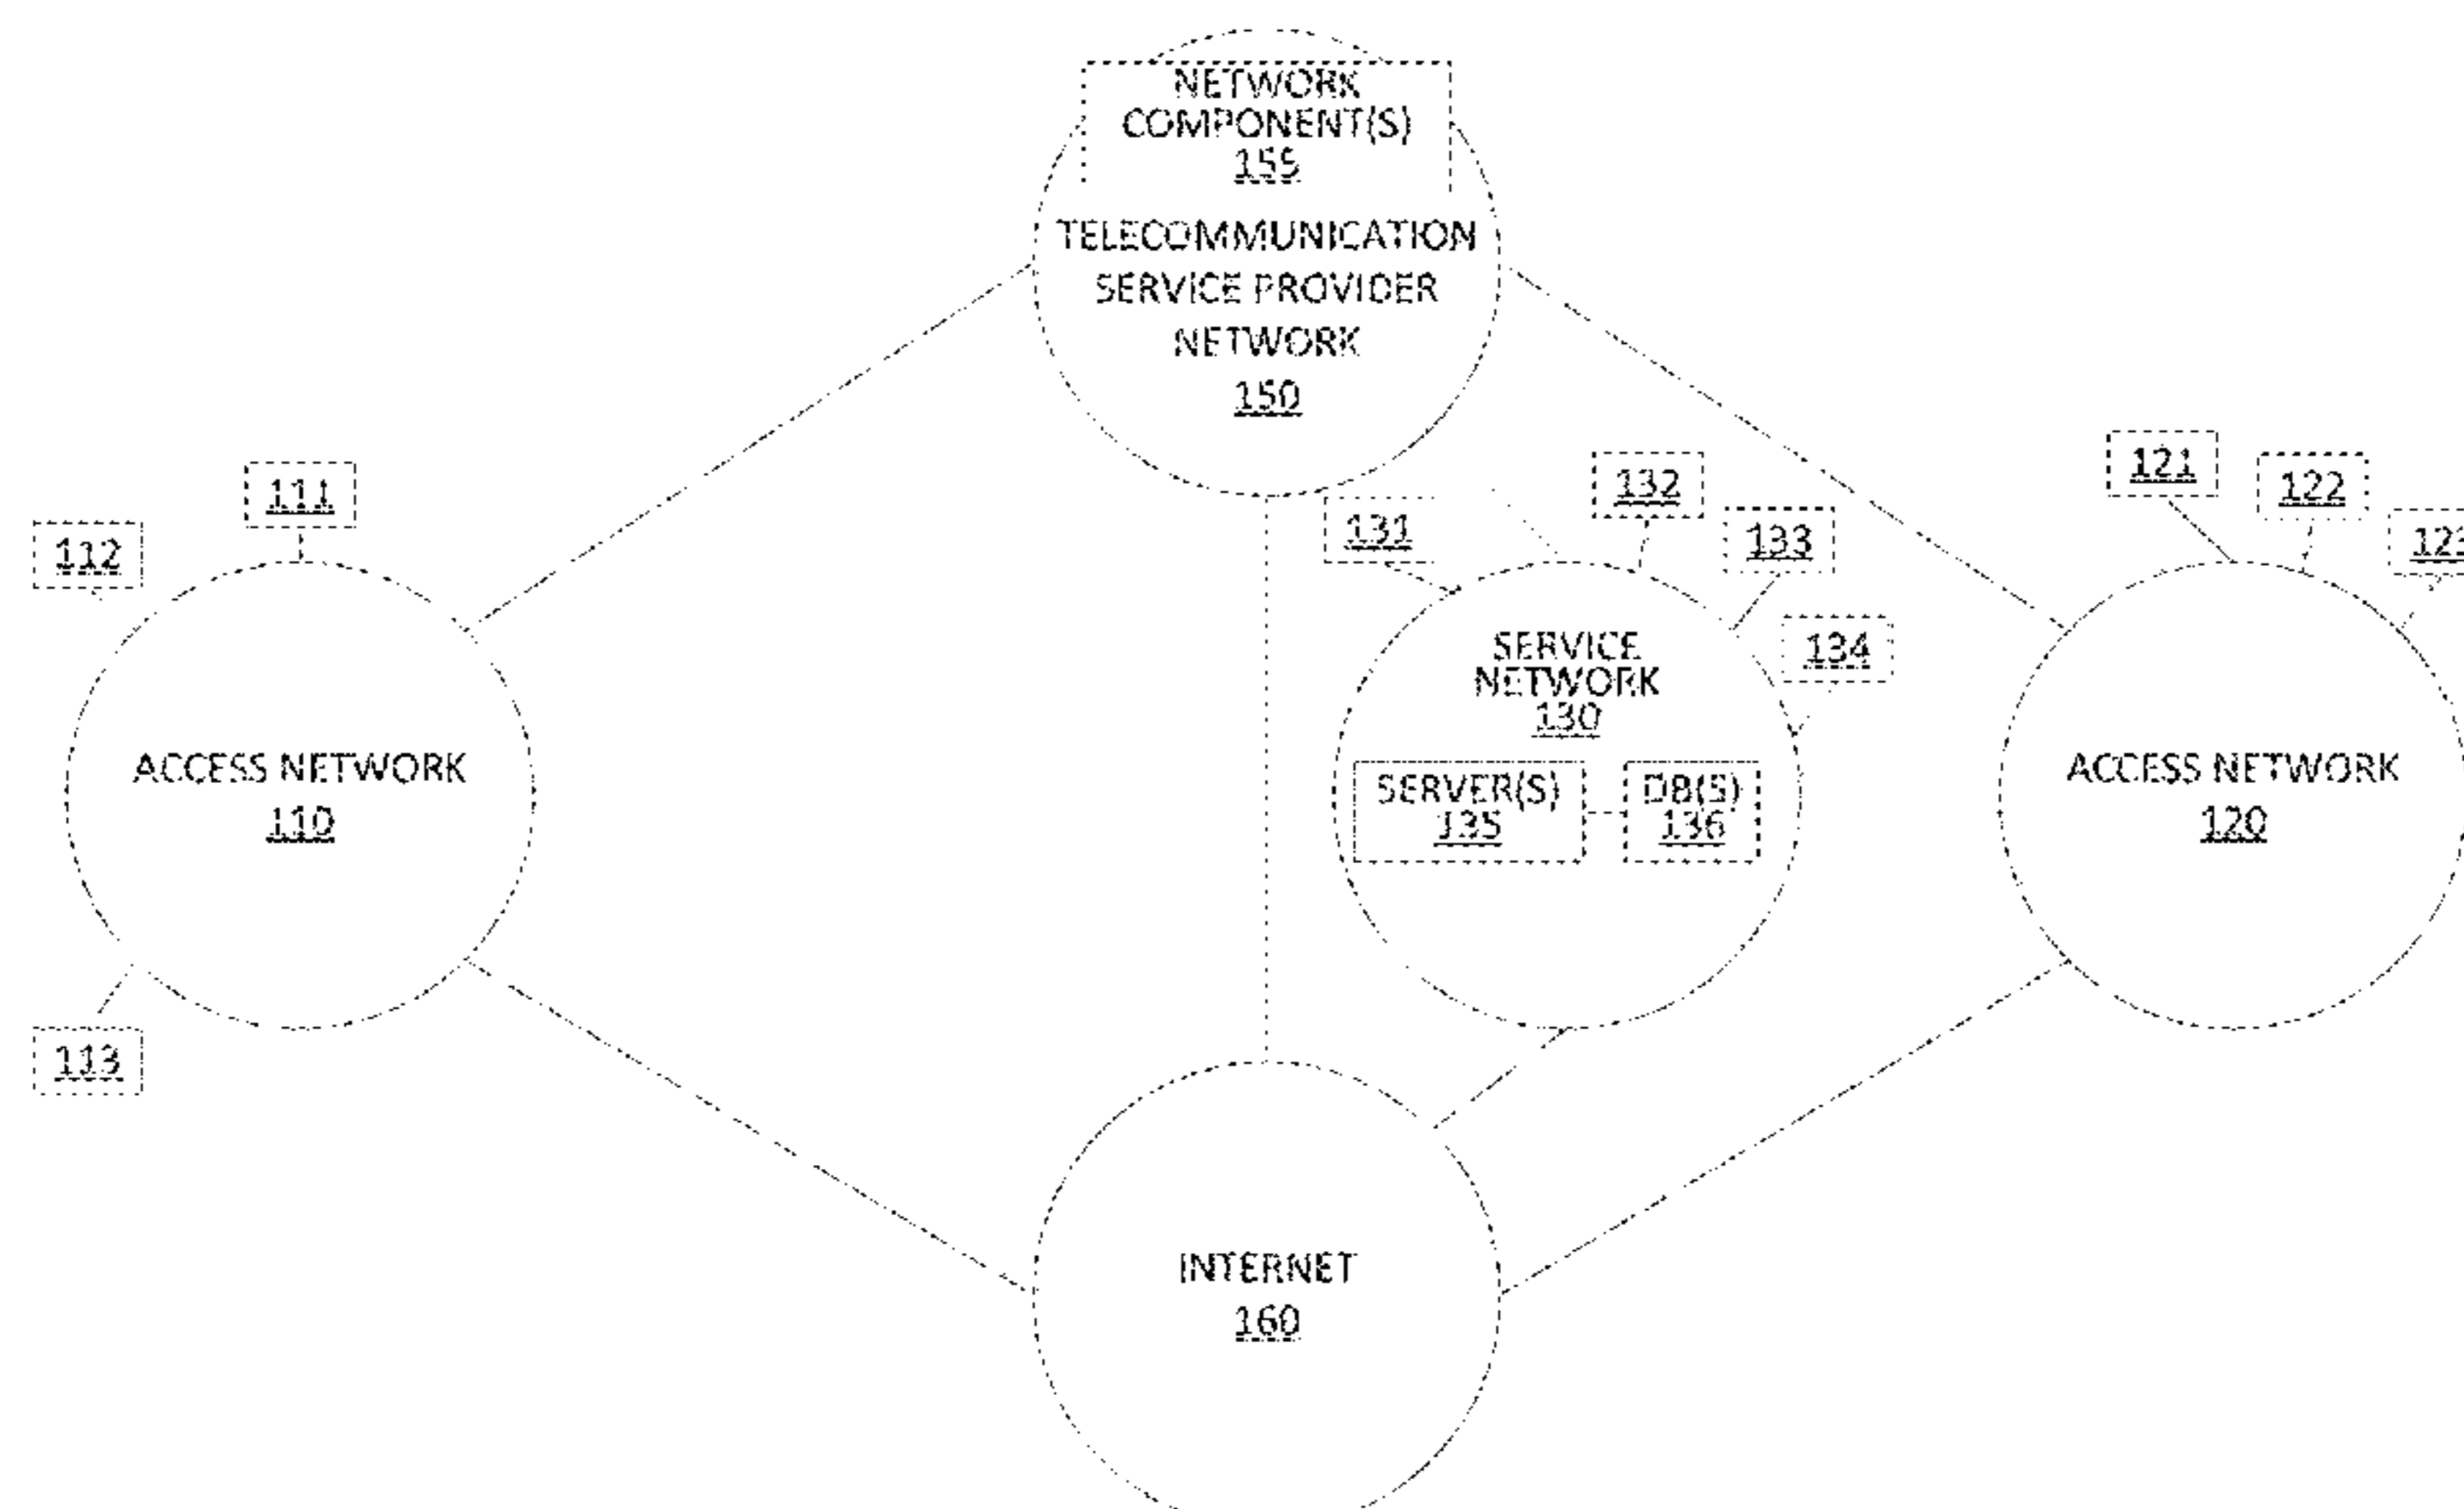 NETWORK
COMPONENT(S)
155
TELECOMMUNICATION
SERVICE PROVIDER
NETWORK
150
111
112
131
132
133
134
121
122
SERVICE
NETWORK
130
SERVER(S)
135
DB(S)
136
ACCESS NETWORK
110
ACCESS NETWORK
120
113
INTERNET
160